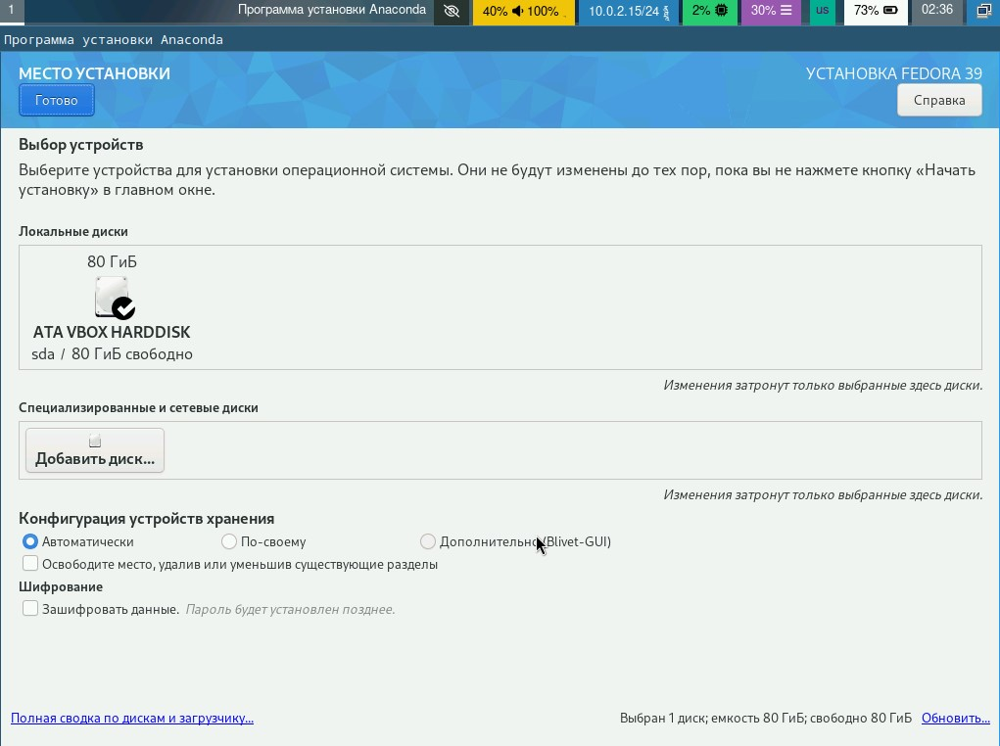 1 Программа установки Anaconda 40% 100% 10.0.2.15/24 2% 30% us 73% 02:36
Программа установки Anaconda
МЕСТО УСТАНОВКИ
УСТАНОВКА FEDORA 39
Готово
Справка
Выбор устройств
Выберите устройства для установки операционной системы. Они не будут изменены до тех пор, пока вы не нажмете кнопку «Начать
установку» в главном окне.
Локальные диски
80 ГиБ
ATA VBOX HARDDISK
sda / 80 ГиБ свободно
Изменения затронут только выбранные здесь диски.
Специализированные и сетевые диски
Добавить диск...
Изменения затронут только выбранные здесь диски.
Конфигурация устройств хранения
Автоматически По-своему Дополнительно (Blivet-GUI)
Освободите место, удалив или уменьшив существующие разделы
Шифрование
Зашифровать данные. Пароль будет установлен позднее.
Полная сводка по дискам и загрузчику...
Выбран 1 диск; емкость 80 ГиБ; свободно 80 ГиБ Обновить...